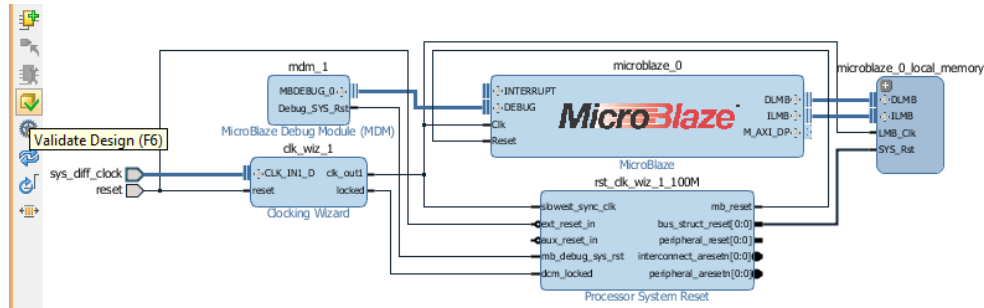 mdm_1
MBDEBUG_0
Debug_SYS_Rst
MicroBlaze Debug Module (MDM)
microblaze_0
INTERRUPT
DEBUG
Clk
Reset
MicroBlaze
DLMB
ILMB
M_AXI_DP
MicroBlaze
microblaze_0_local_memory
DLMB
ILMB
LMB_Clk
SYS_Rst
Validate Design (F6)
sys_diff_clock
reset
clk_wiz_1
CLK_IN1_D
clk_out1
reset
locked
Clocking Wizard
rst_clk_wiz_1_100M
slowest_sync_clk
mb_reset
ext_reset_in
bus_struct_reset[0:0]
aux_reset_in
peripheral_reset[0:0]
mb_debug_sys_rst
interconnect_aresetn[0:0]
dcm_locked
peripheral_aresetn[0:0]
Processor System Reset